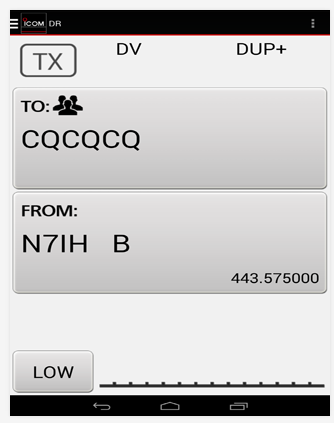 ICOM DR
TX DV DUP+
TO:
CQCQCQ
FROM:
N7IH B
443.575000
LOW